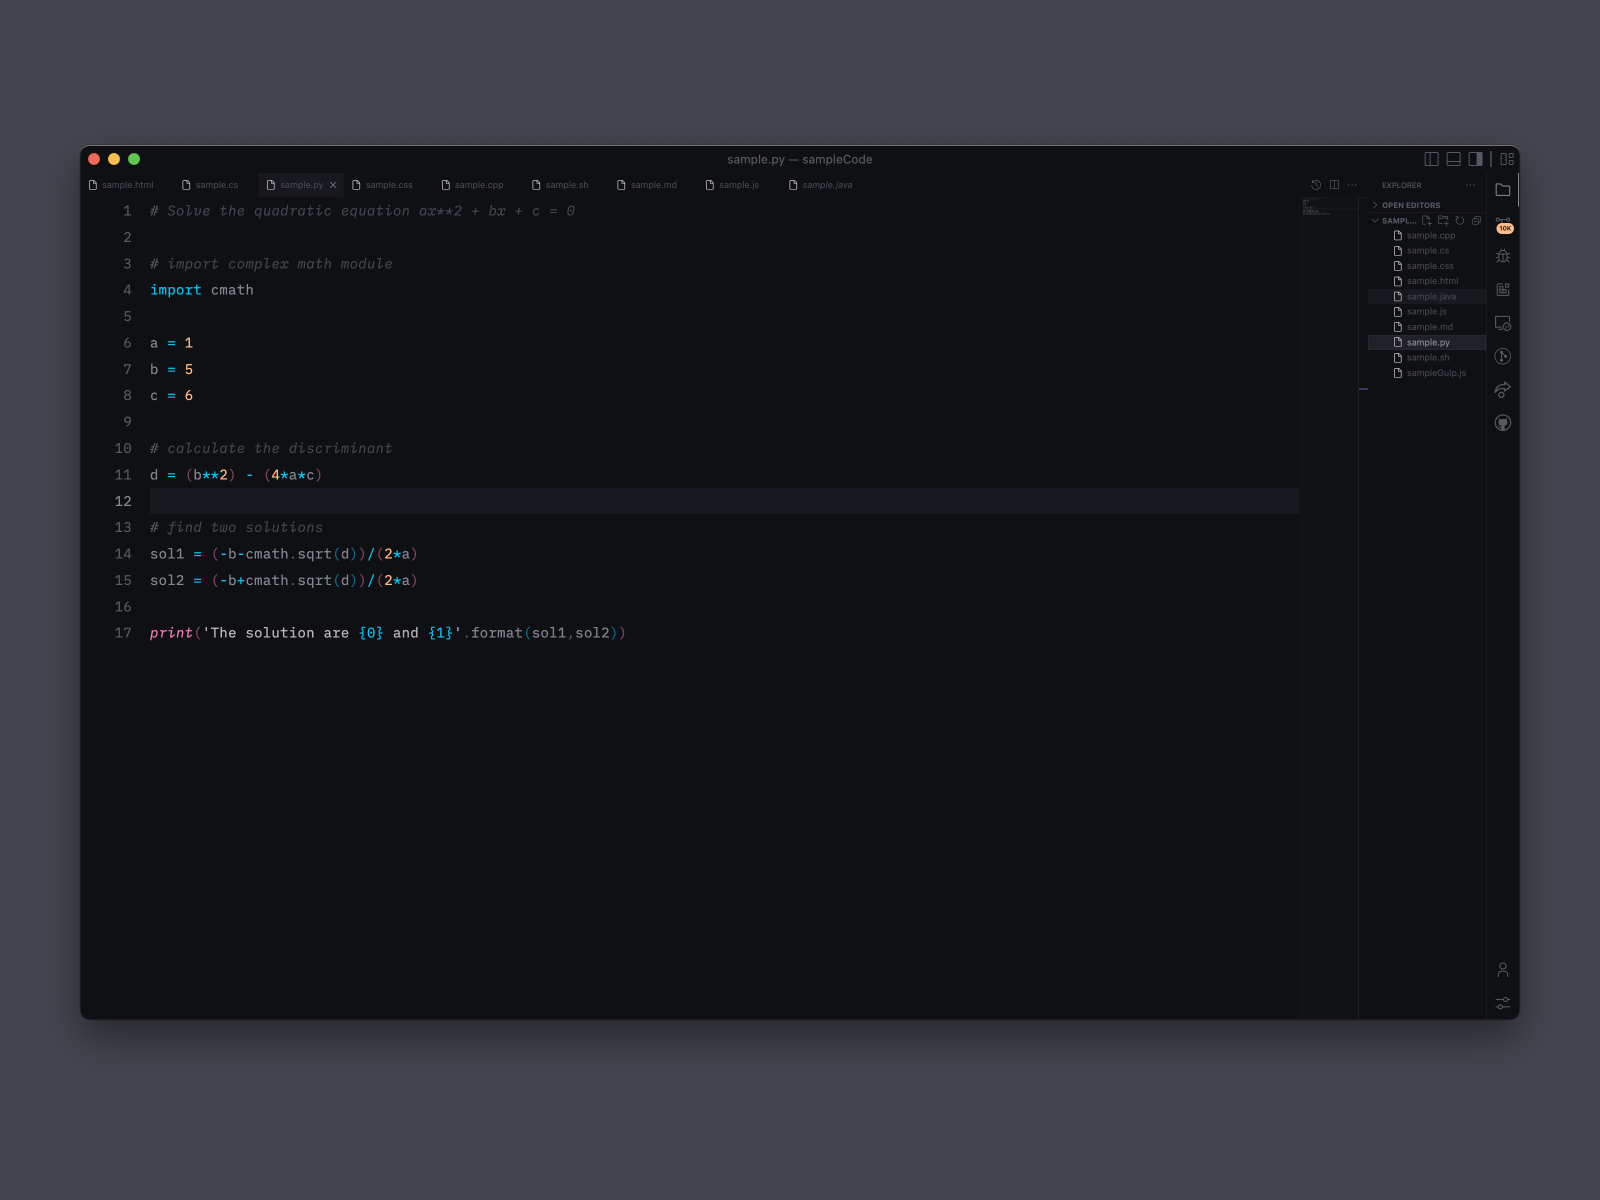 sample.py — sampleCode
sample.html sample.cs sample.py sample.css sample.cpp sample.sh sample.md sample.js sample.java
1 # Solve the quadratic equation ax**2 + bx + c = 0
2
3 # import complex math module
4 import cmath
5
6 a = 1
7 b = 5
8 c = 6
9
10 # calculate the discriminant
11 d = (b**2) - (4*a*c)
12
13 # find two solutions
14 sol1 = (-b-cmath.sqrt(d))/(2*a)
15 sol2 = (-b+cmath.sqrt(d))/(2*a)
16
17 print('The solution are {0} and {1}'.format(sol1,sol2))
EXPLORER
OPEN EDITORS
SAMPL...
sample.cpp
sample.cs
sample.css
sample.html
sample.java
sample.js
sample.md
sample.py
sample.sh
sampleGulp.js
10K